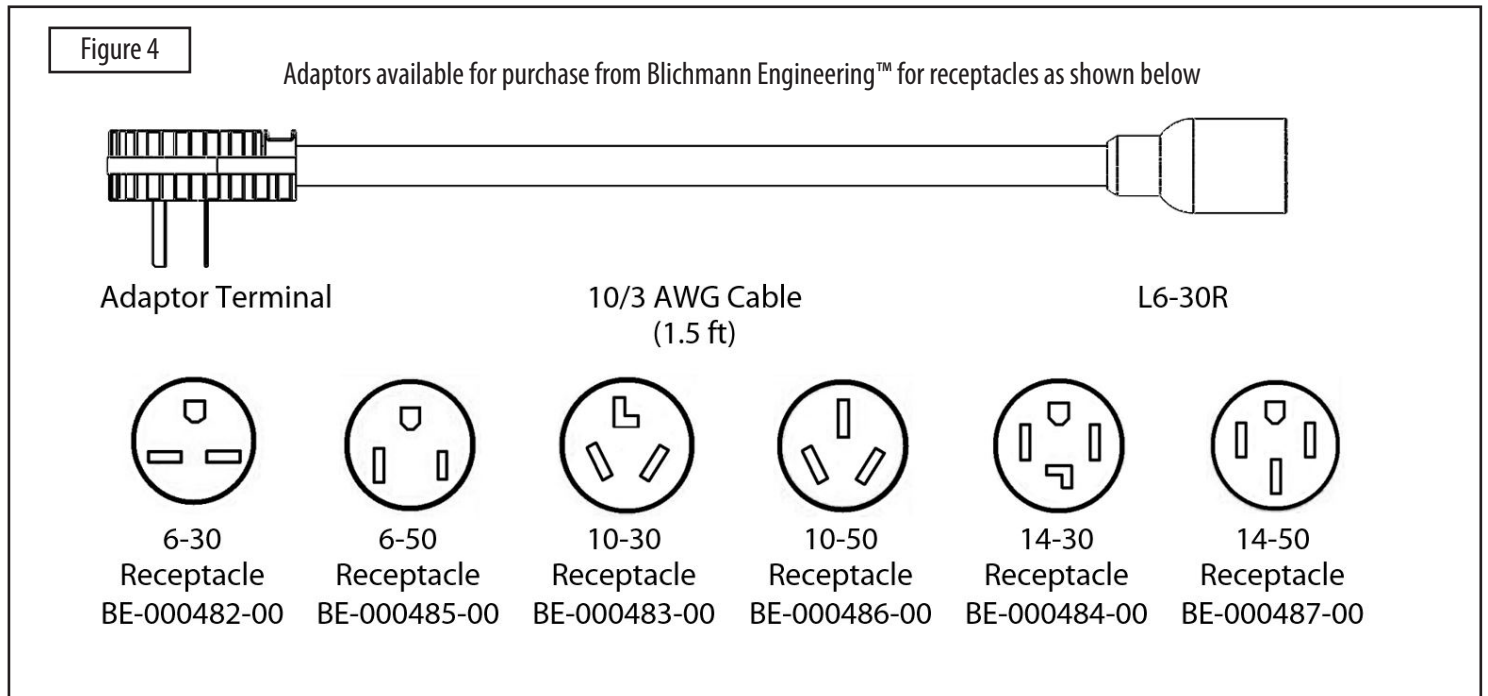 Figure 4
Adaptors available for purchase from Blichmann Engineering™ for receptacles as shown below
Adaptor Terminal
10/3 AWG Cable
(1.5 ft)
L6-30R
6-30
Receptacle
BE-000482-00
6-50
Receptacle
BE-000485-00
10-30
Receptacle
BE-000483-00
10-50
Receptacle
BE-000486-00
14-30
Receptacle
BE-000484-00
14-50
Receptacle
BE-000487-00